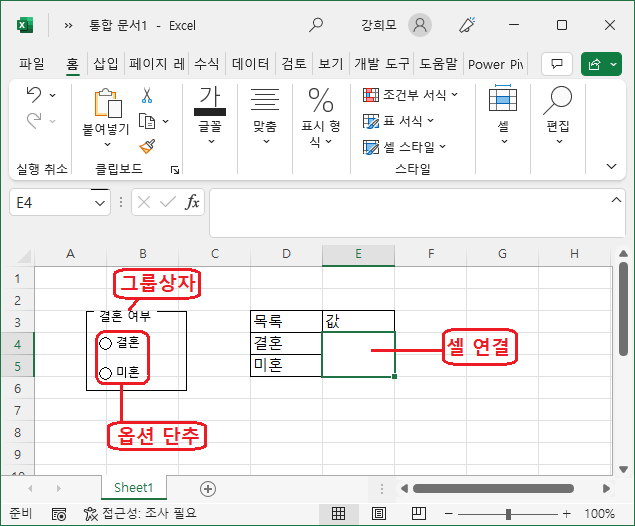 통합 문서1 - Excel
강희모
파일 홈 삽입 페이지 레 수식 데이터 검토 보기 개발 도구 도움말 Power Piv
붙여넣기
가
글꼴
맞춤
%
표시 형식
조건부 서식
표 서식
셀 스타일
셀
편집
실행 취소
클립보드
스타일
E4
fx
A B C D E F G H
1
2
그룹상자
3
결혼 여부
목록 값
4
결혼
결혼
셀 연결
5
미혼
미혼
6
7
8
옵션 단추
9
Sheet1
준비
접근성: 조사 필요
100%